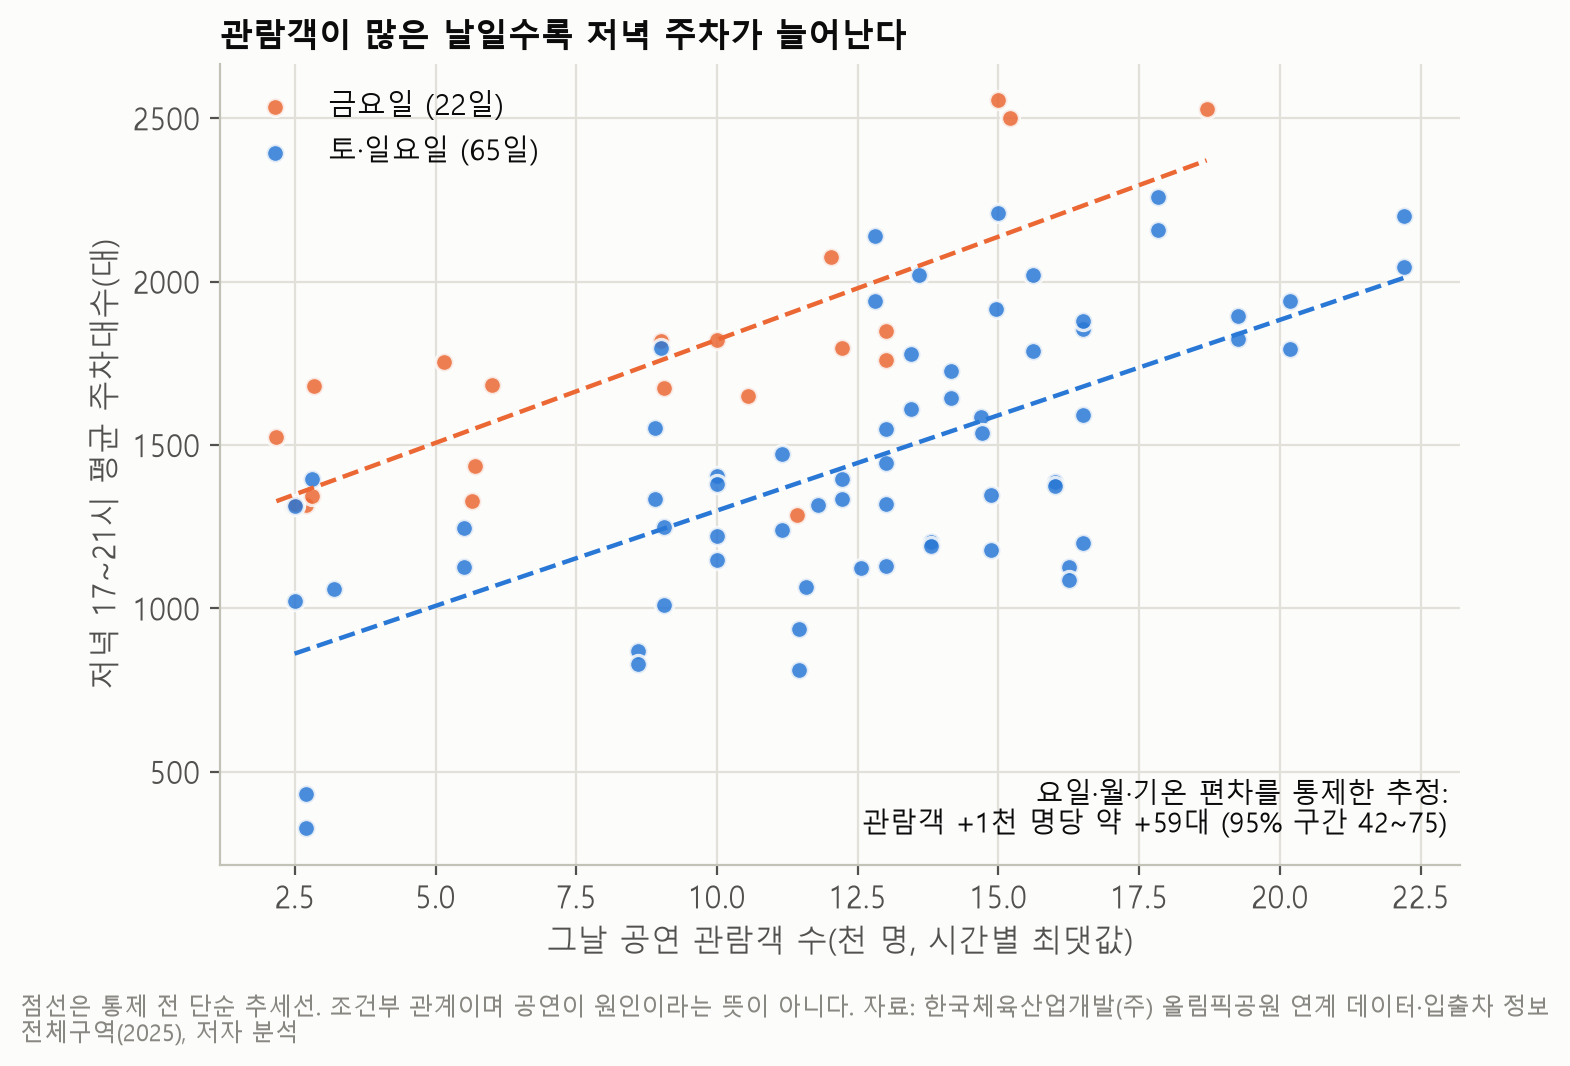 관람객이 많은 날일수록 저녁 주차가 늘어난다
금요일 (22일)
토·일요일 (65일)
저녁 17~21시 평균 주차대수(대)
2500
2000
1500
1000
500
요일·월·기온 편차를 통제한 추정:
관람객 +1천 명당 약 +59대 (95% 구간 42~75)
2.5 5.0 7.5 10.0 12.5 15.0 17.5 20.0 22.5
그날 공연 관람객 수(천 명, 시간별 최댓값)
점선은 통제 전 단순 추세선. 조건부 관계이며 공연이 원인이라는 뜻이 아니다. 자료: 한국체육산업개발(주) 올림픽공원 연계 데이터·입출차 정보
전체구역(2025), 저자 분석